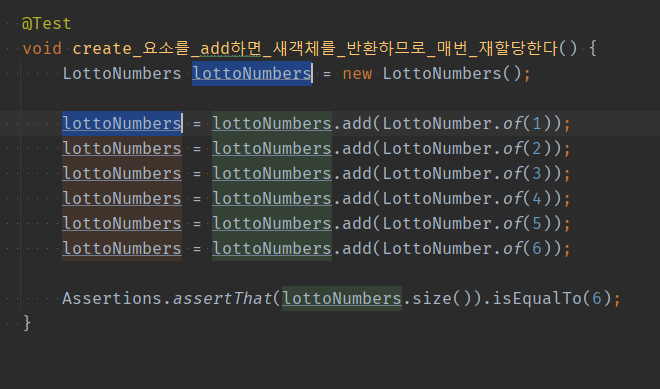 @Test
void create_요소를_add하면_새객체를_반환하므로_매번_재할당한다() {
LottoNumbers lottoNumbers = new LottoNumbers();
lottoNumbers = lottoNumbers.add(LottoNumber.of(1));
lottoNumbers = lottoNumbers.add(LottoNumber.of(2));
lottoNumbers = lottoNumbers.add(LottoNumber.of(3));
lottoNumbers = lottoNumbers.add(LottoNumber.of(4));
lottoNumbers = lottoNumbers.add(LottoNumber.of(5));
lottoNumbers = lottoNumbers.add(LottoNumber.of(6));
Assertions.assertThat(lottoNumbers.size()).isEqualTo(6);
}